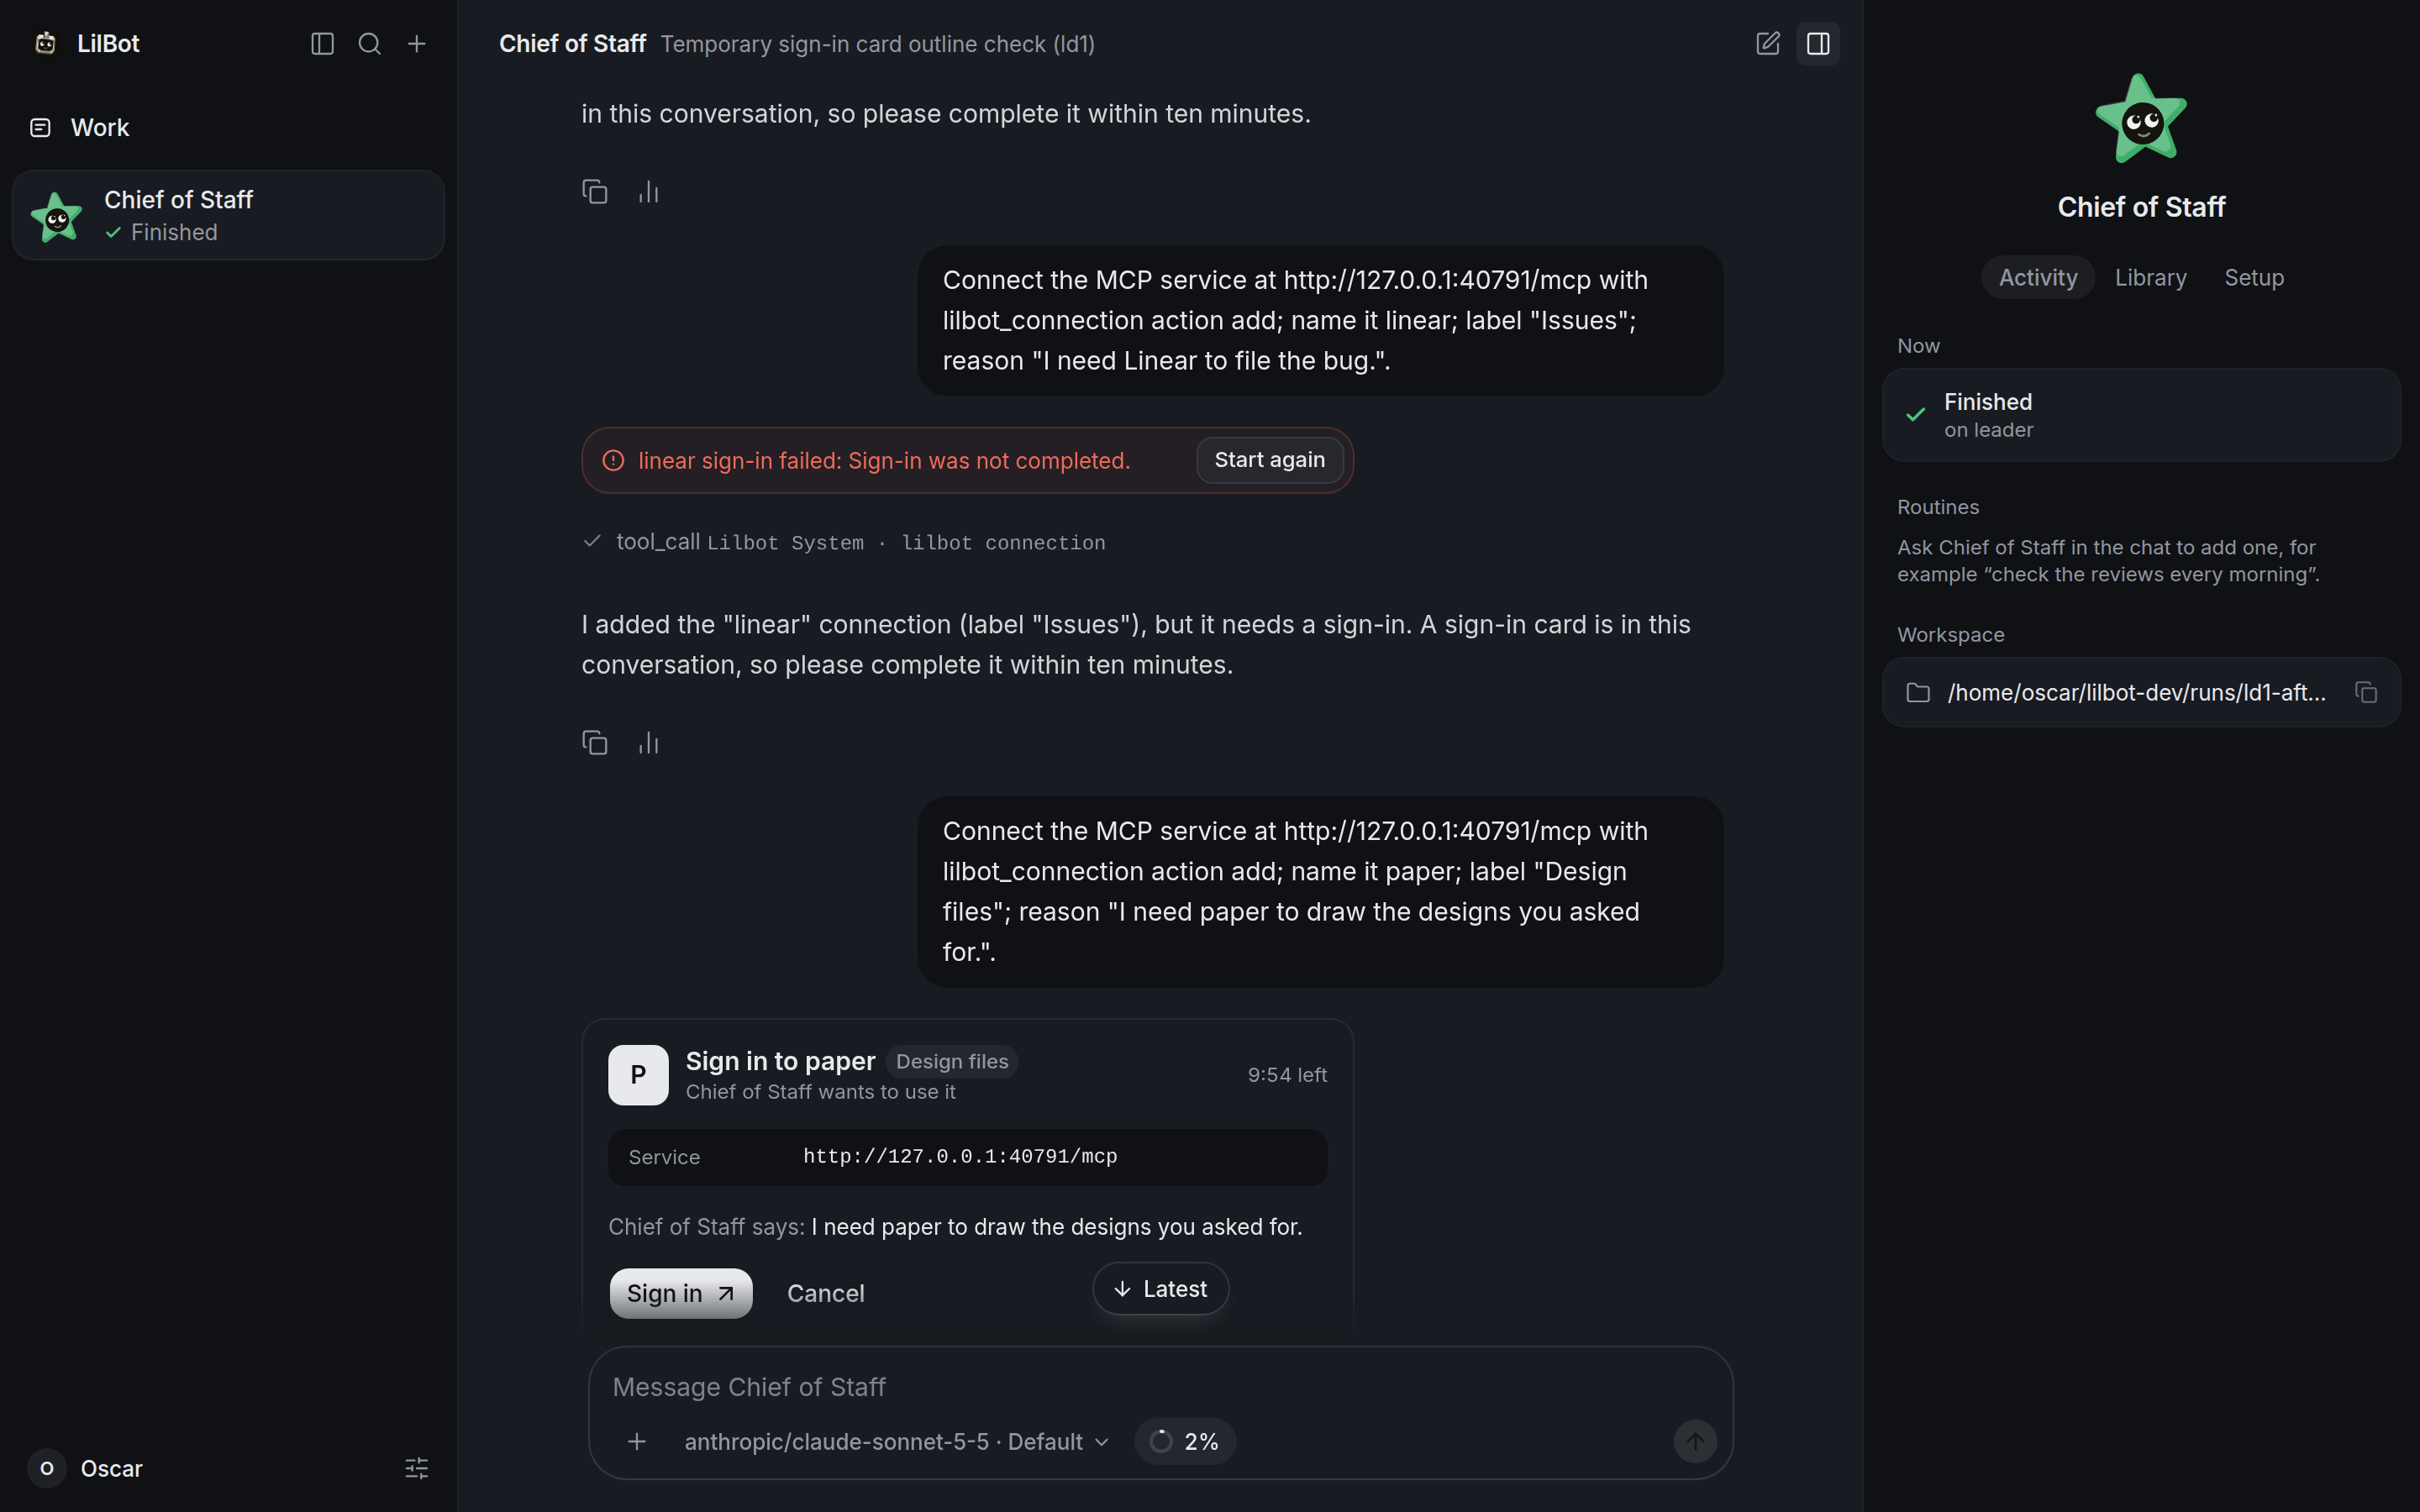 LilBot
Work
Chief of Staff
Finished
O
Oscar
Chief of Staff Temporary sign-in card outline check (ld1)
in this conversation, so please complete it within ten minutes.
Connect the MCP service at http://127.0.0.1:40791/mcp with
lilbot_connection action add; name it linear; label "Issues";
reason "I need Linear to file the bug.".
linear sign-in failed: Sign-in was not completed.
Start again
tool_call Lilbot System · lilbot connection
I added the "linear" connection (label "Issues"), but it needs a sign-in. A sign-in card is in this
conversation, so please complete it within ten minutes.
Connect the MCP service at http://127.0.0.1:40791/mcp with
lilbot_connection action add; name it paper; label "Design
files"; reason "I need paper to draw the designs you asked
for.".
P
Sign in to paper Design files
Chief of Staff wants to use it
9:54 left
Service http://127.0.0.1:40791/mcp
Chief of Staff says: I need paper to draw the designs you asked for.
Sign in
Cancel
Latest
Message Chief of Staff
anthropic/claude-sonnet-5-5 · Default
2%
Chief of Staff
Activity Library Setup
Now
Finished
on leader
Routines
Ask Chief of Staff in the chat to add one, for
example “check the reviews every morning”.
Workspace
/home/oscar/lilbot-dev/runs/ld1-aft...